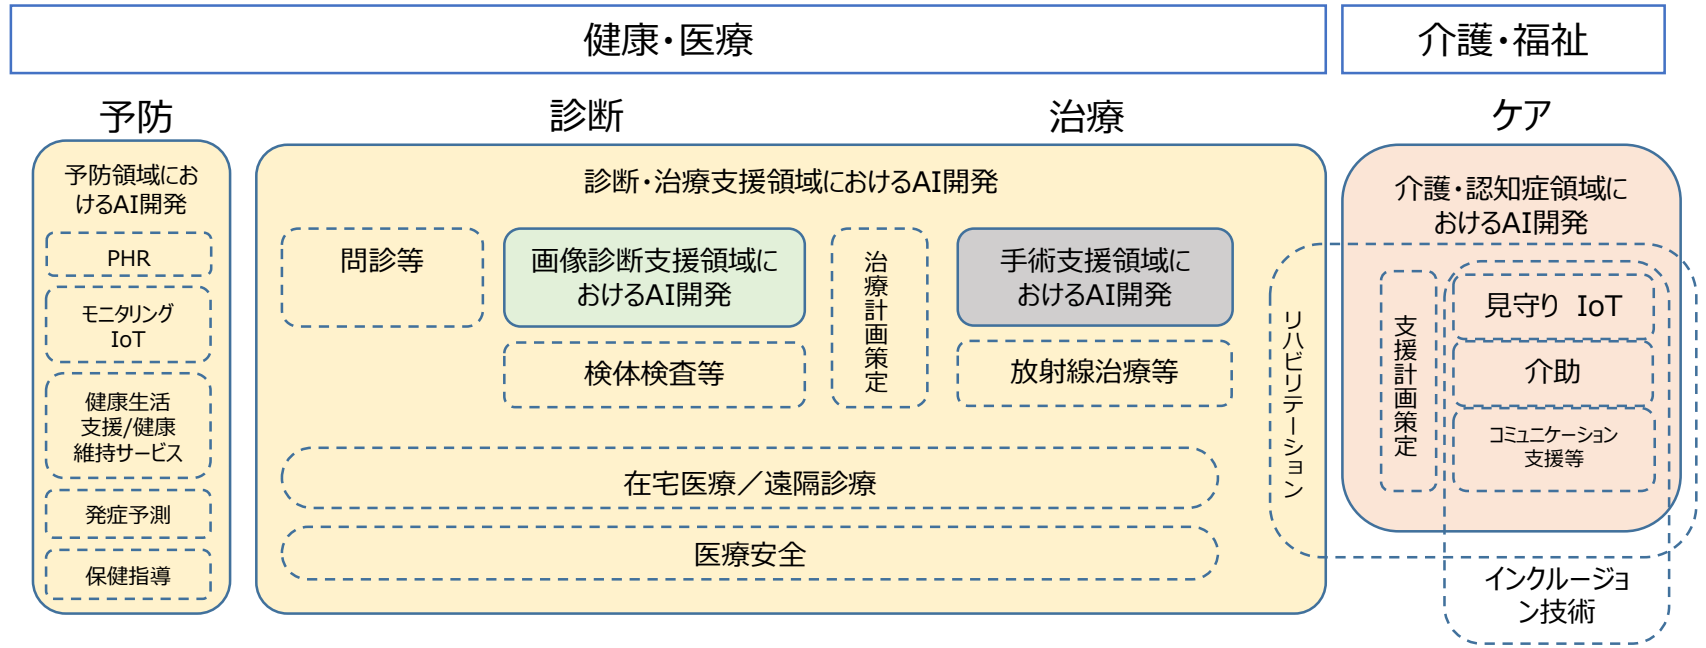 健康・医療
介護・福祉
予防
診断
治療
ケア
予防領域にお
けるAI開発
PHR
モニタリング
IoT
健康生活
支援/健康
維持サービス
発症予測
保健指導
診断・治療支援領域におけるAI開発
問診等
画像診断支援領域に
おけるAI開発
検体検査等
治療計画策定
手術支援領域に
おけるAI開発
放射線治療等
在宅医療／遠隔診療
医療安全
リハビリテーション
介護・認知症領域に
おけるAI開発
支援計画策定
見守り IoT
介助
コミュニケーション
支援等
インクルージョ
ン技術